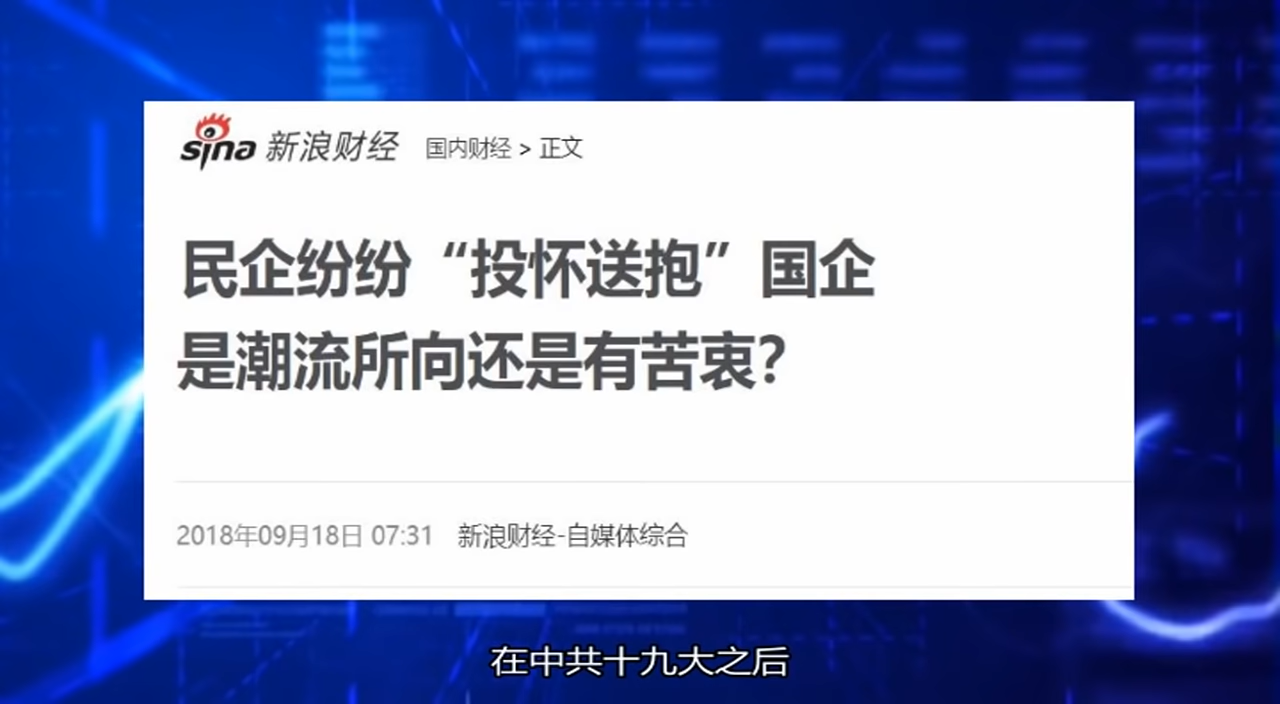 sina 新浪财经 国内财经 > 正文
民企纷纷“投怀送抱”国企
是潮流所向还是有苦衷？
2018年09月18日 07:31 新浪财经-自媒体综合
在中共十九大之后